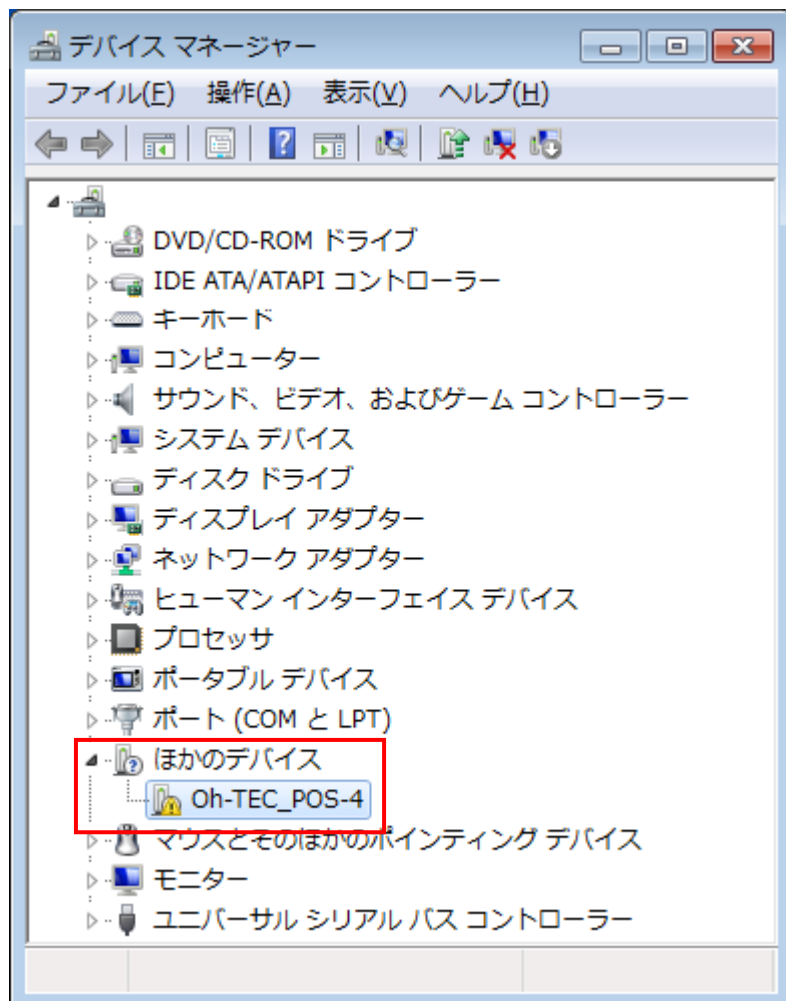 デバイス マネージャー
ファイル(F) 操作(A) 表示(V) ヘルプ(H)
DVD/CD-ROM ドライブ
IDE ATA/ATAPI コントローラー
キーボード
コンピューター
サウンド、ビデオ、およびゲーム コントローラー
システム デバイス
ディスク ドライブ
ディスプレイ アダプター
ネットワーク アダプター
ヒューマン インターフェイス デバイス
プロセッサ
ポータブル デバイス
ポート (COM と LPT)
ほかのデバイス
Oh-TEC_POS-4
マウスとそのほかのポインティング デバイス
モニター
ユニバーサル シリアル バス コントローラー